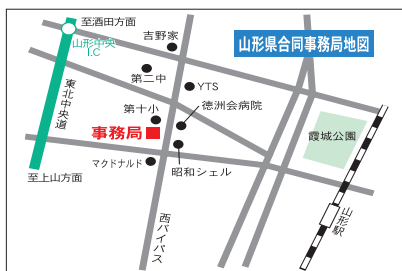 至酒田方面
吉野家
山形県合同事務局地図
山形中央
I.C
第二中
YTS
東北中央道
第十小
徳洲会病院
事務局
霞城公園
マクドナルド
昭和シェル
至上山方面
西バイパス
山形駅